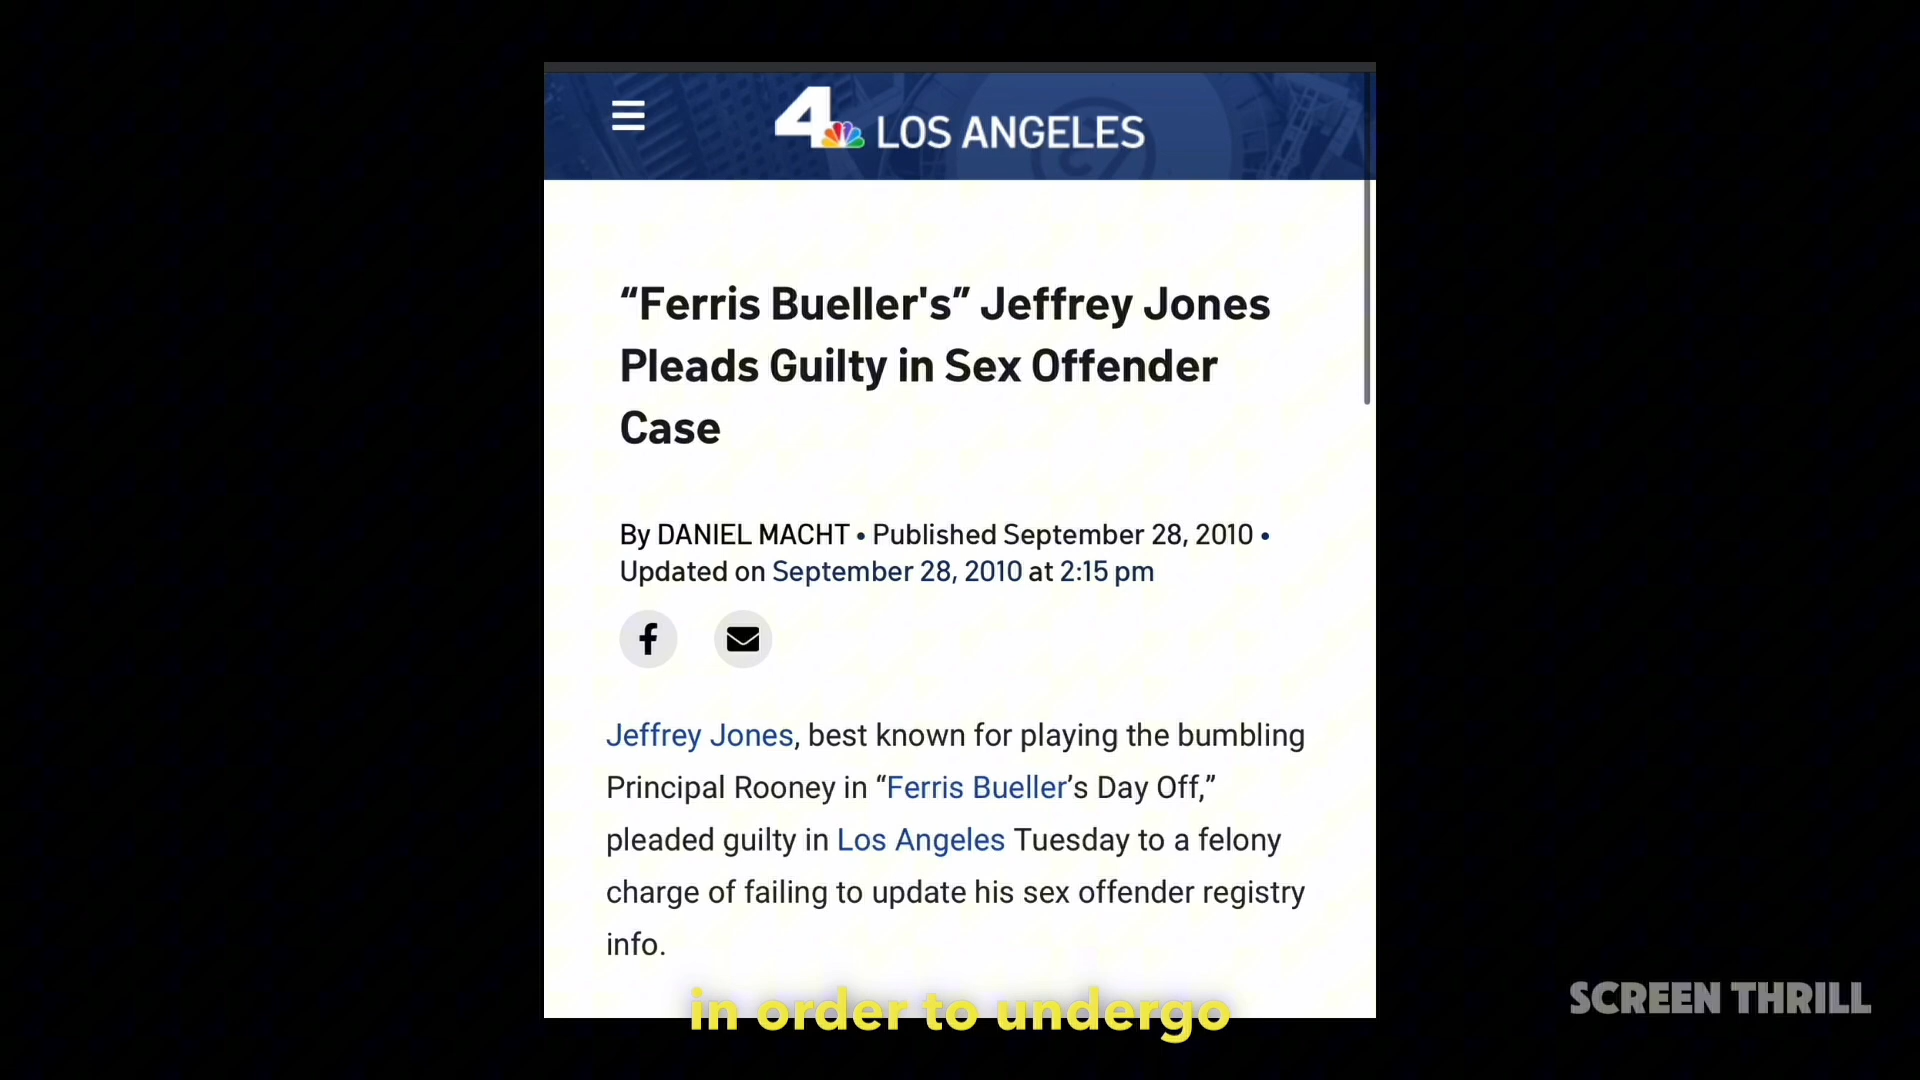 4 LOS ANGELES
“Ferris Bueller's” Jeffrey Jones
Pleads Guilty in Sex Offender
Case
By DANIEL MACHT • Published September 28, 2010 •
Updated on September 28, 2010 at 2:15 pm
Jeffrey Jones, best known for playing the bumbling
Principal Rooney in “Ferris Bueller’s Day Off,”
pleaded guilty in Los Angeles Tuesday to a felony
charge of failing to update his sex offender registry
info.
in order to undergo
SCREEN THRILL